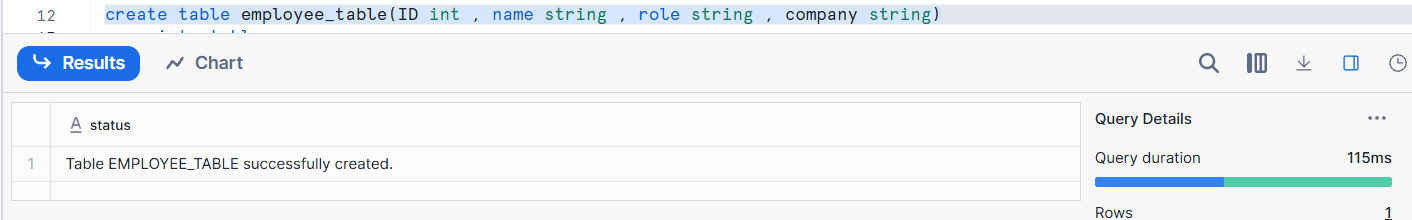 12 create table employee_table(ID int , name string , role string , company string)
Results Chart
A status
Query Details ...
1 Table EMPLOYEE_TABLE successfully created.
Query duration 115ms
Rows 1